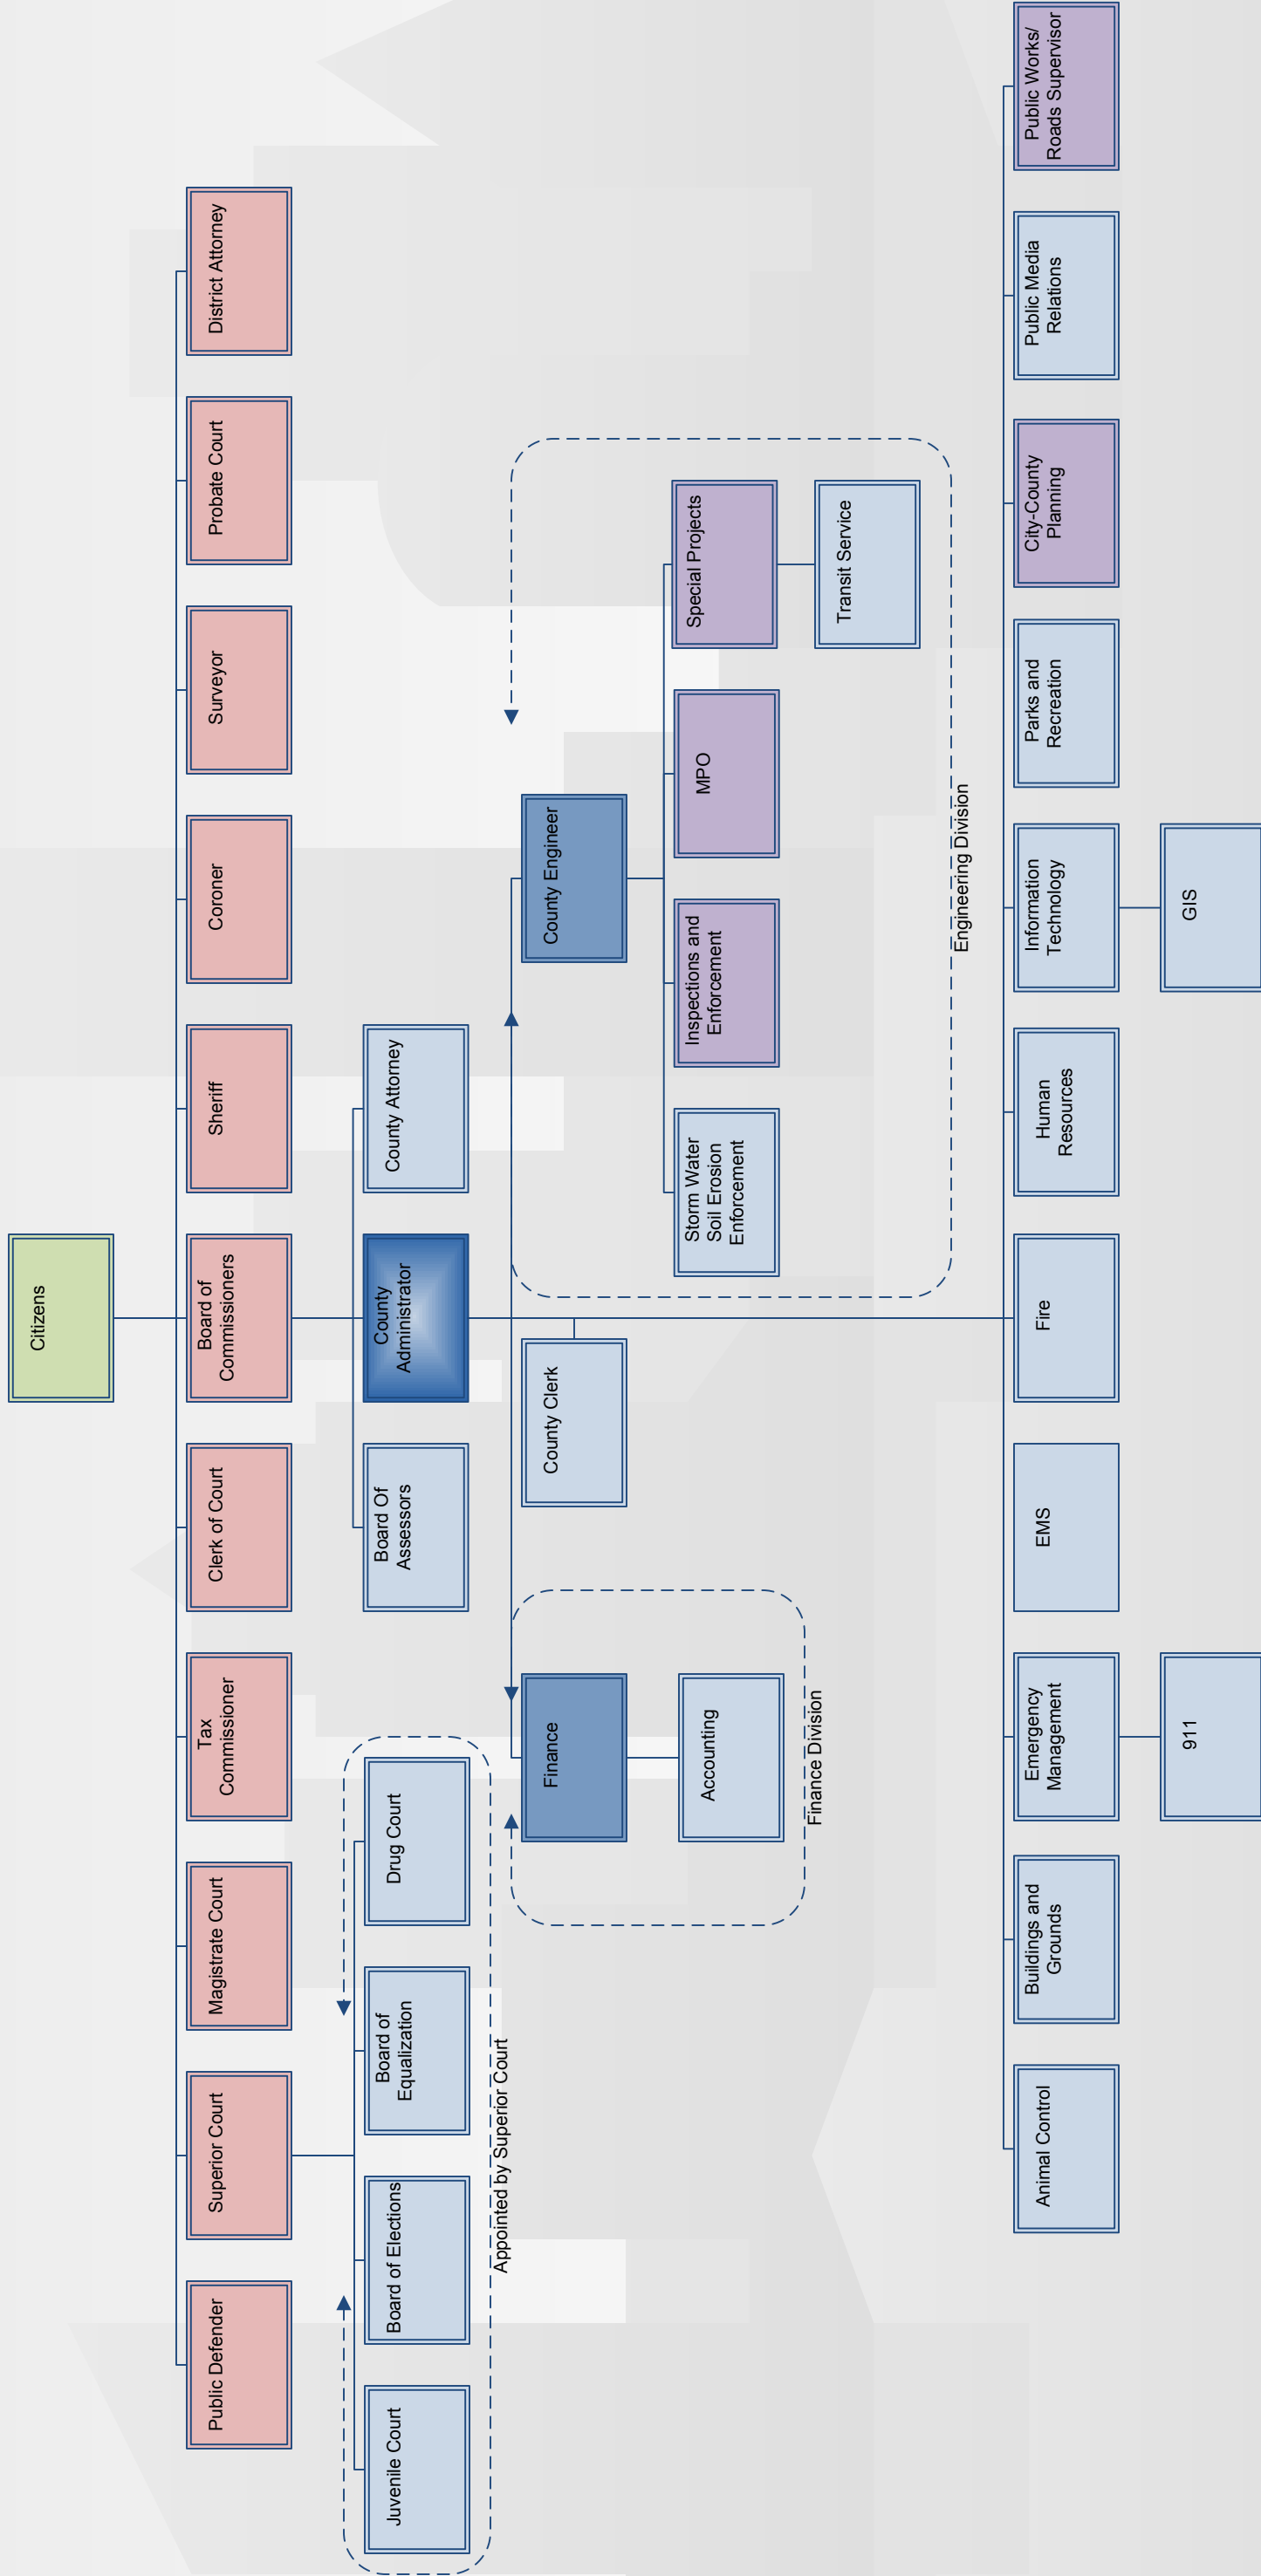 Citizens
Public Defender
Superior Court
Magistrate Court
Tax
Commissioner
Clerk of Court
Board of
Commissioners
Sheriff
Coroner
Surveyor
Probate Court
District Attorney
Juvenile Court
Board of Elections
Board of
Equalization
Drug Court
Board Of
Assessors
County
Administrator
County Attorney
Appointed by Superior Court
Finance
County Clerk
County Engineer
Accounting
Storm Water
Soil Erosion
Enforcement
Inspections and
Enforcement
MPO
Special Projects
Finance Division
Transit Service
Engineering Division
Animal Control
Buildings and
Grounds
Emergency
Management
EMS
Fire
Human
Resources
Information
Technology
Parks and
Recreation
City-County
Planning
Public Media
Relations
Public Works/
Roads Supervisor
911
GIS